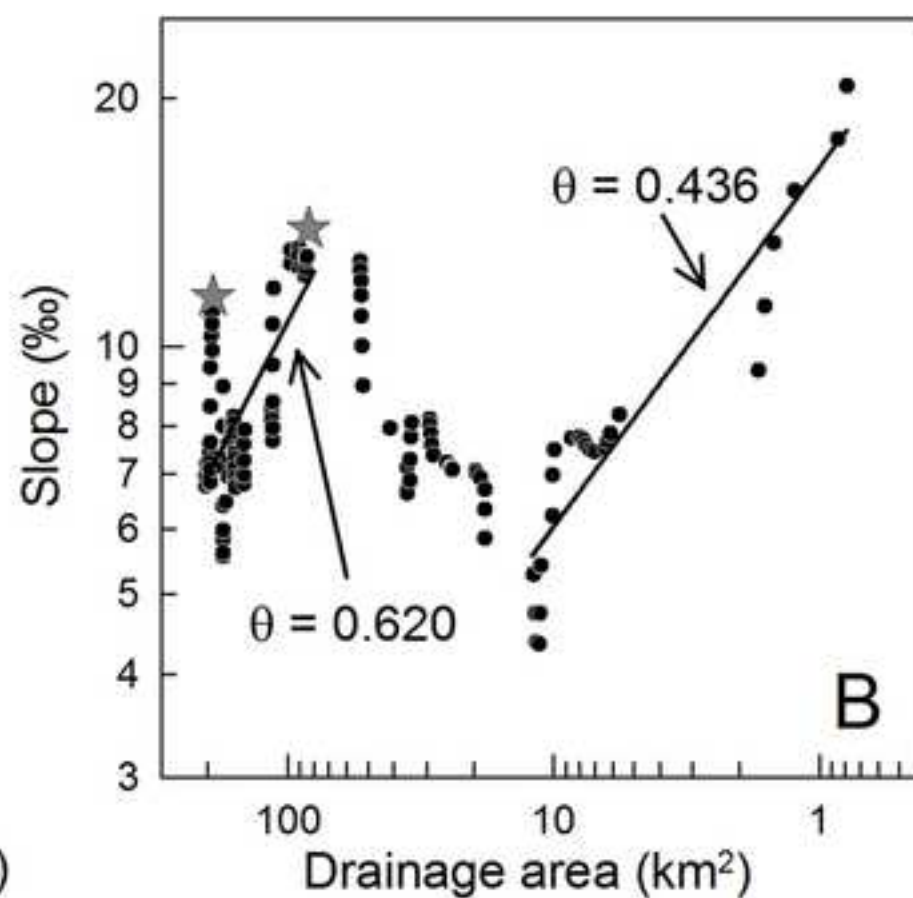 20
θ = 0.436
10
9
8
7
6
θ = 0.620
5
4
B
3
100 10 1
Slope (‰)
)
Drainage area (km²)